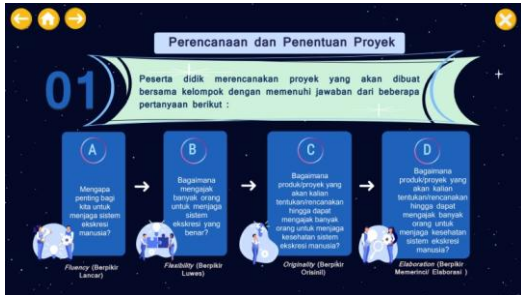 Perencanaan dan Penentuan Proyek
01
Peserta didik merencanakan proyek yang akan dibuat
bersama kelompok dengan memenuhi jawaban dari beberapa
pertanyaan berikut :
A
Mengapa
penting bagi
kita untuk
menjaga sistem
ekskresi
manusia?
Fluency (Berpikir
Lancar)
B
Bagaimana
mengajak
banyak orang
untuk menjaga
sistem
ekskresi yang
benar?
Flexibility (Berpikir
Luwes)
C
Bagaimana
produk/proyek yang
akan kalian
tentukan/rencanakan
hingga dapat
mengajak banyak
orang untuk menjaga
kesehatan sistem
ekskresi manusia?
Originality (Berpikir
Orisinil)
D
Bagaimana
produk/proyek yang
akan kalian
tentukan/rencanakan
hingga dapat
mengajak banyak
orang untuk
menjaga kesehatan
sistem ekskresi
manusia?
Elaboration (Berpikir
Memerinci/ Elaborasi )